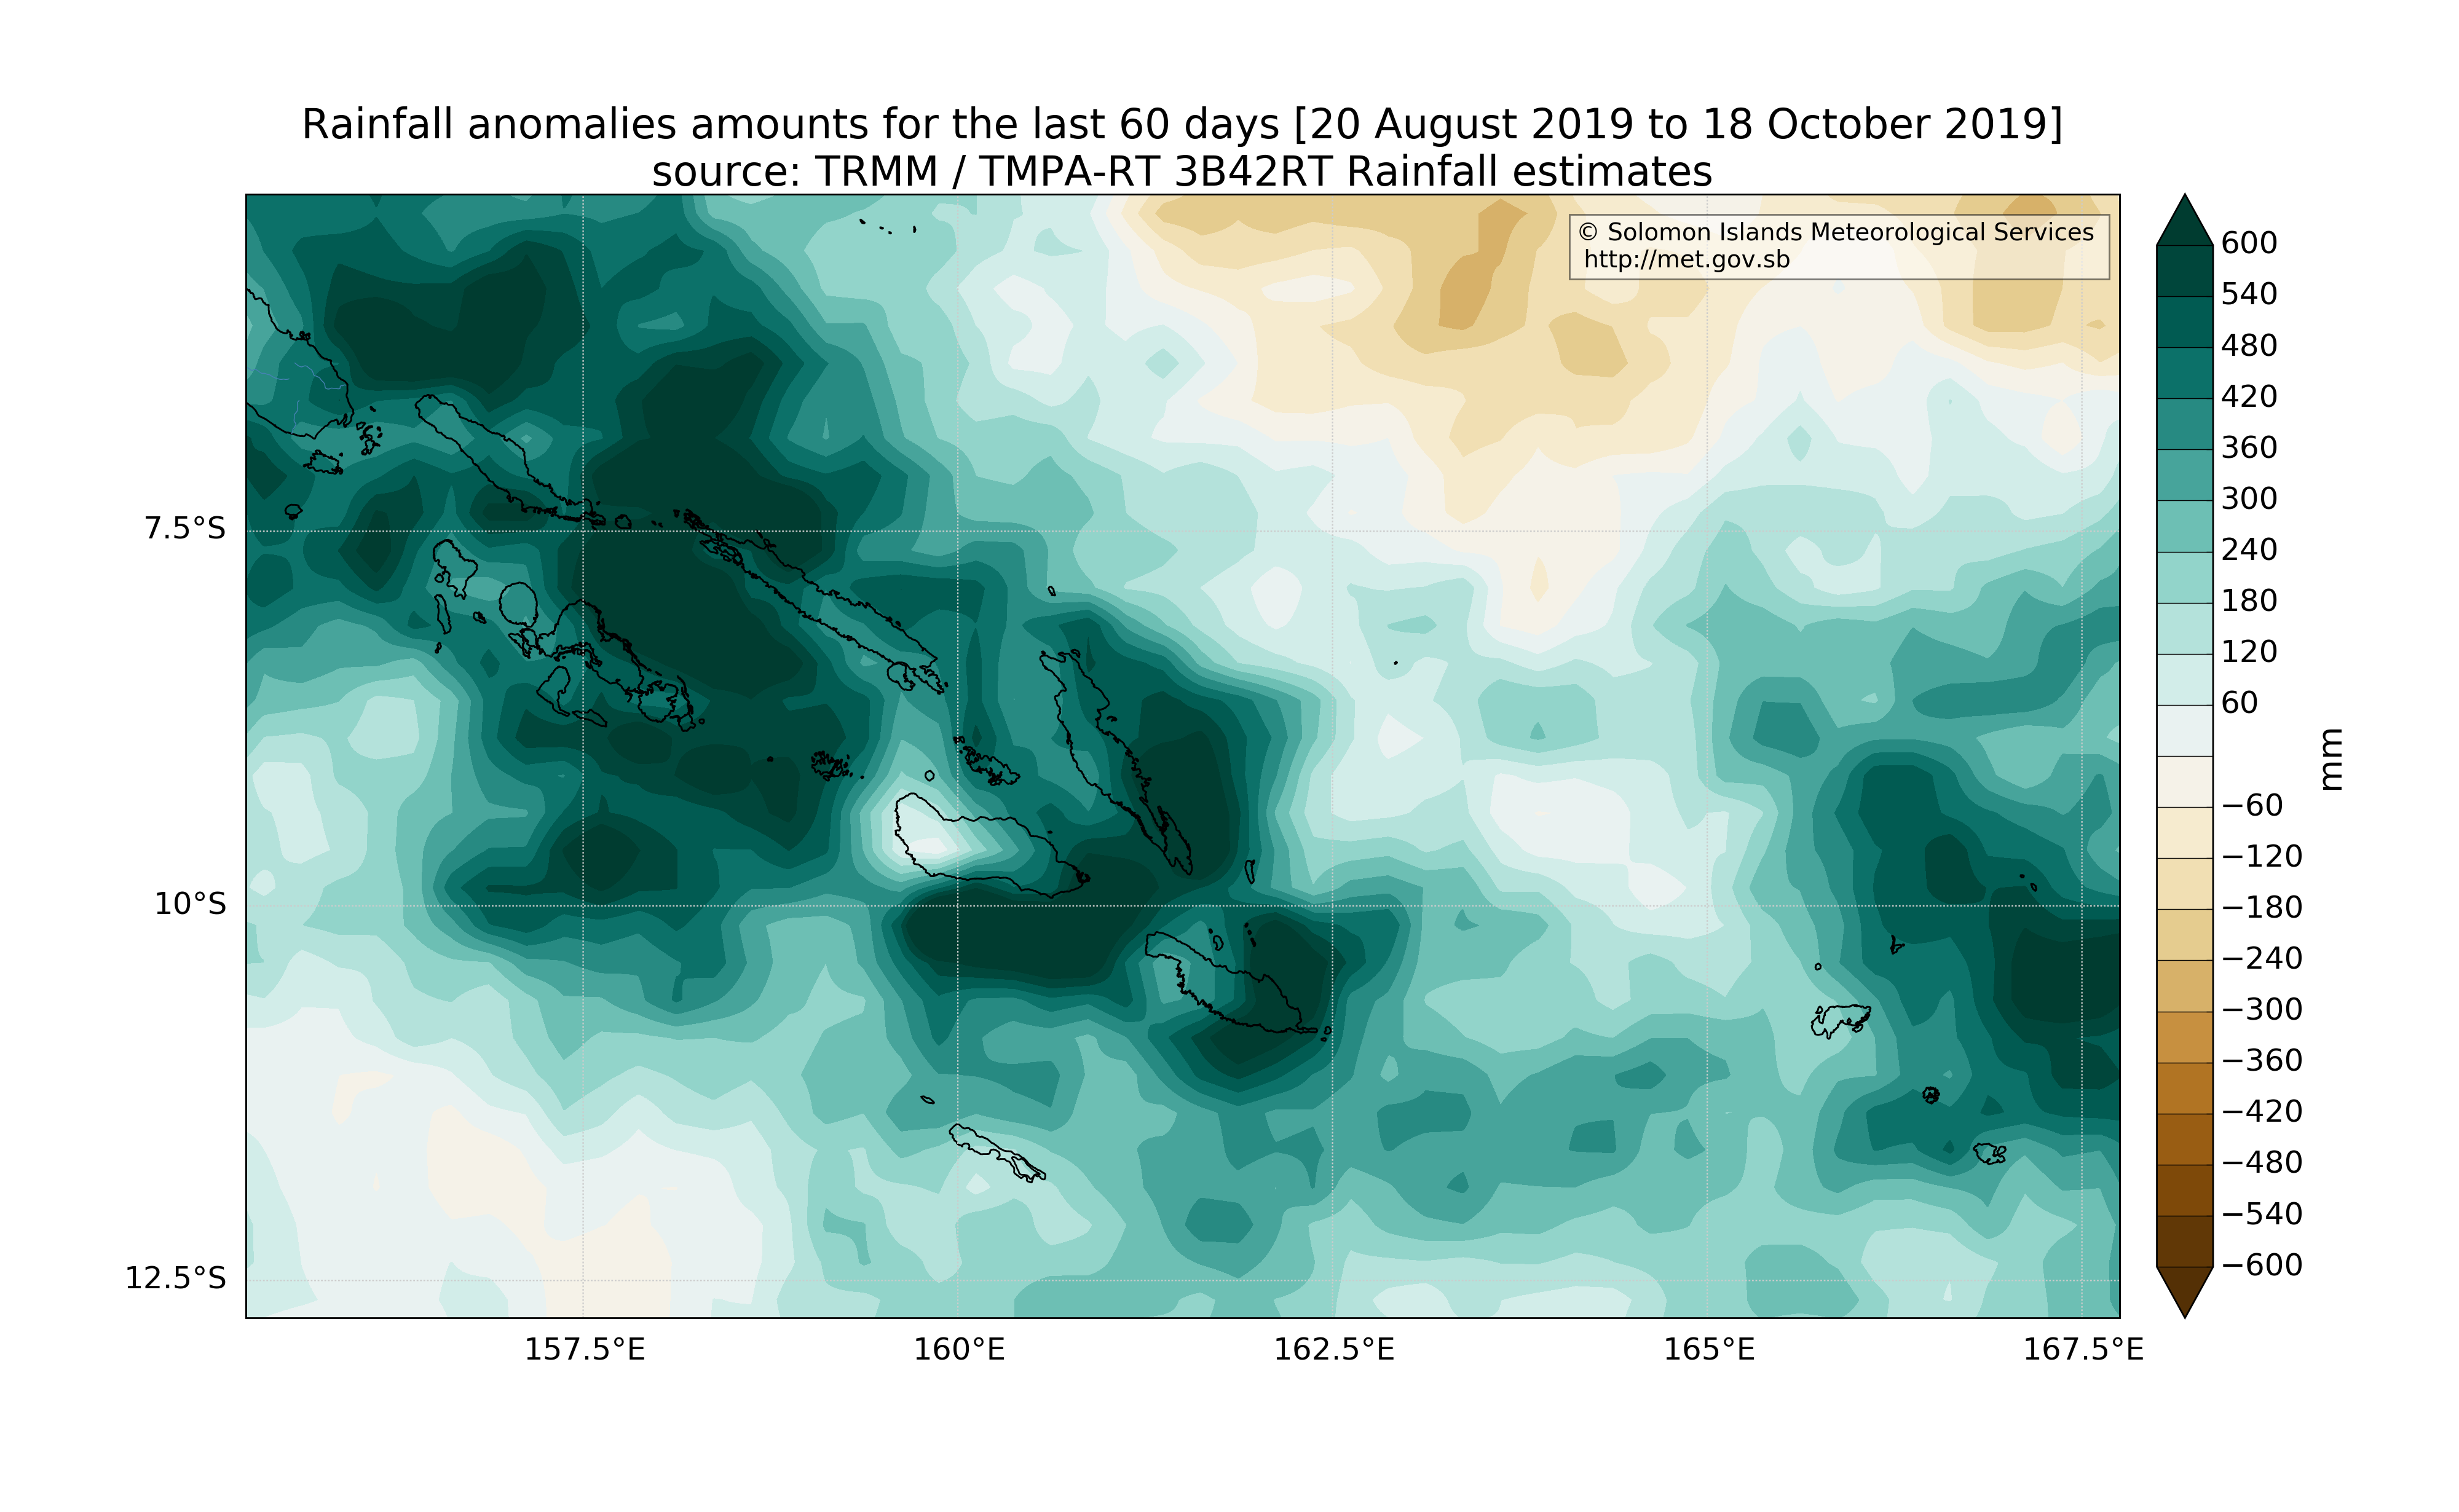 Rainfall anomalies amounts for the last 60 days [20 August 2019 to 18 October 2019]
source: TRMM / TMPA-RT 3B42RT Rainfall estimates
© Solomon Islands Meteorological Services
http://met.gov.sb
7.5°S
10°S
12.5°S
157.5°E
160°E
162.5°E
165°E
167.5°E
600
540
480
420
360
300
240
180
120
60
−60
−120
−180
−240
−300
−360
−420
−480
−540
−600
mm